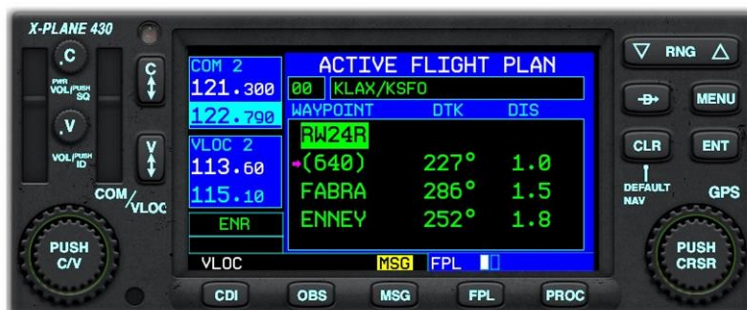 X-PLANE 430
C
PWR
VOL/PUSH SQ
V
VOL/PUSH ID
C
V
COM/VLOC
PUSH C/V
COM 2
121.300
122.790
VLOC 2
113.60
115.10
ENR
VLOC
ACTIVE FLIGHT PLAN
00 KLAX/KSFO
WAYPOINT DTK DIS
RW24R
(640) 227° 1.0
FABRA 286° 1.5
ENNEY 252° 1.8
MSG FPL
CDI OBS MSG FPL PROC
RNG
D MENU
CLR ENT
DEFAULT NAV
GPS
PUSH CRSR